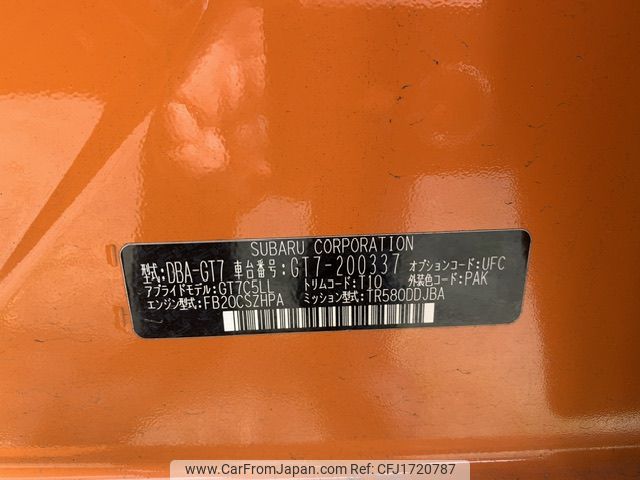 SUBARU CORPORATION
型式:DBA-GT7 車台番号:GT7-200337 オプションコード:UFC
アプライドモデル:GT7C5LL トリムコード:T10 外装色コード:PAK
エンジン型式:FB20CSZHPA ミッション型式:TR580DDJBA
www.CarFromJapan.com - Car ID: CFJ1720787